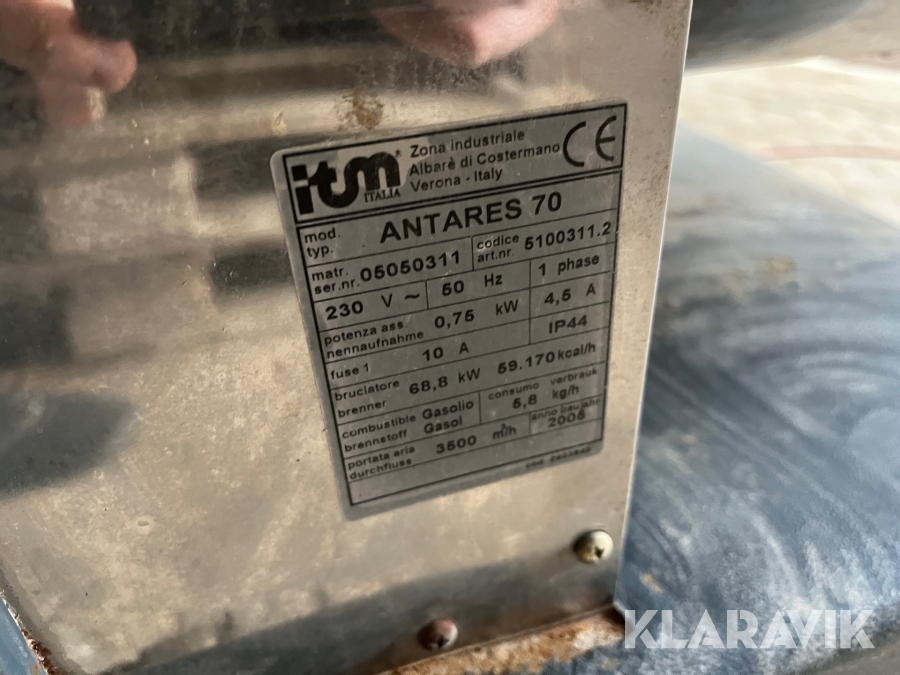 itm® ITALIA
Zona industriale
Albarè di Costermano
Verona - Italy
CE
mod. typ. ANTARES 70
matr. ser.nr. 05050311 codice art.nr. 5100311.2
230 V ~ 50 Hz 1 phase
potenza ass. nennaufnahme 0,75 kW 4,5 A
fuse 1 10 A IP44
bruciatore brenner 68,8 kW 59.170 kcal/h
combustibile brennstoff Gasolio Gasol consumo verbrauk 5,8 kg/h
portata aria durchfluss 3500 m³/h anno baujahr 2005
KLARAVIK